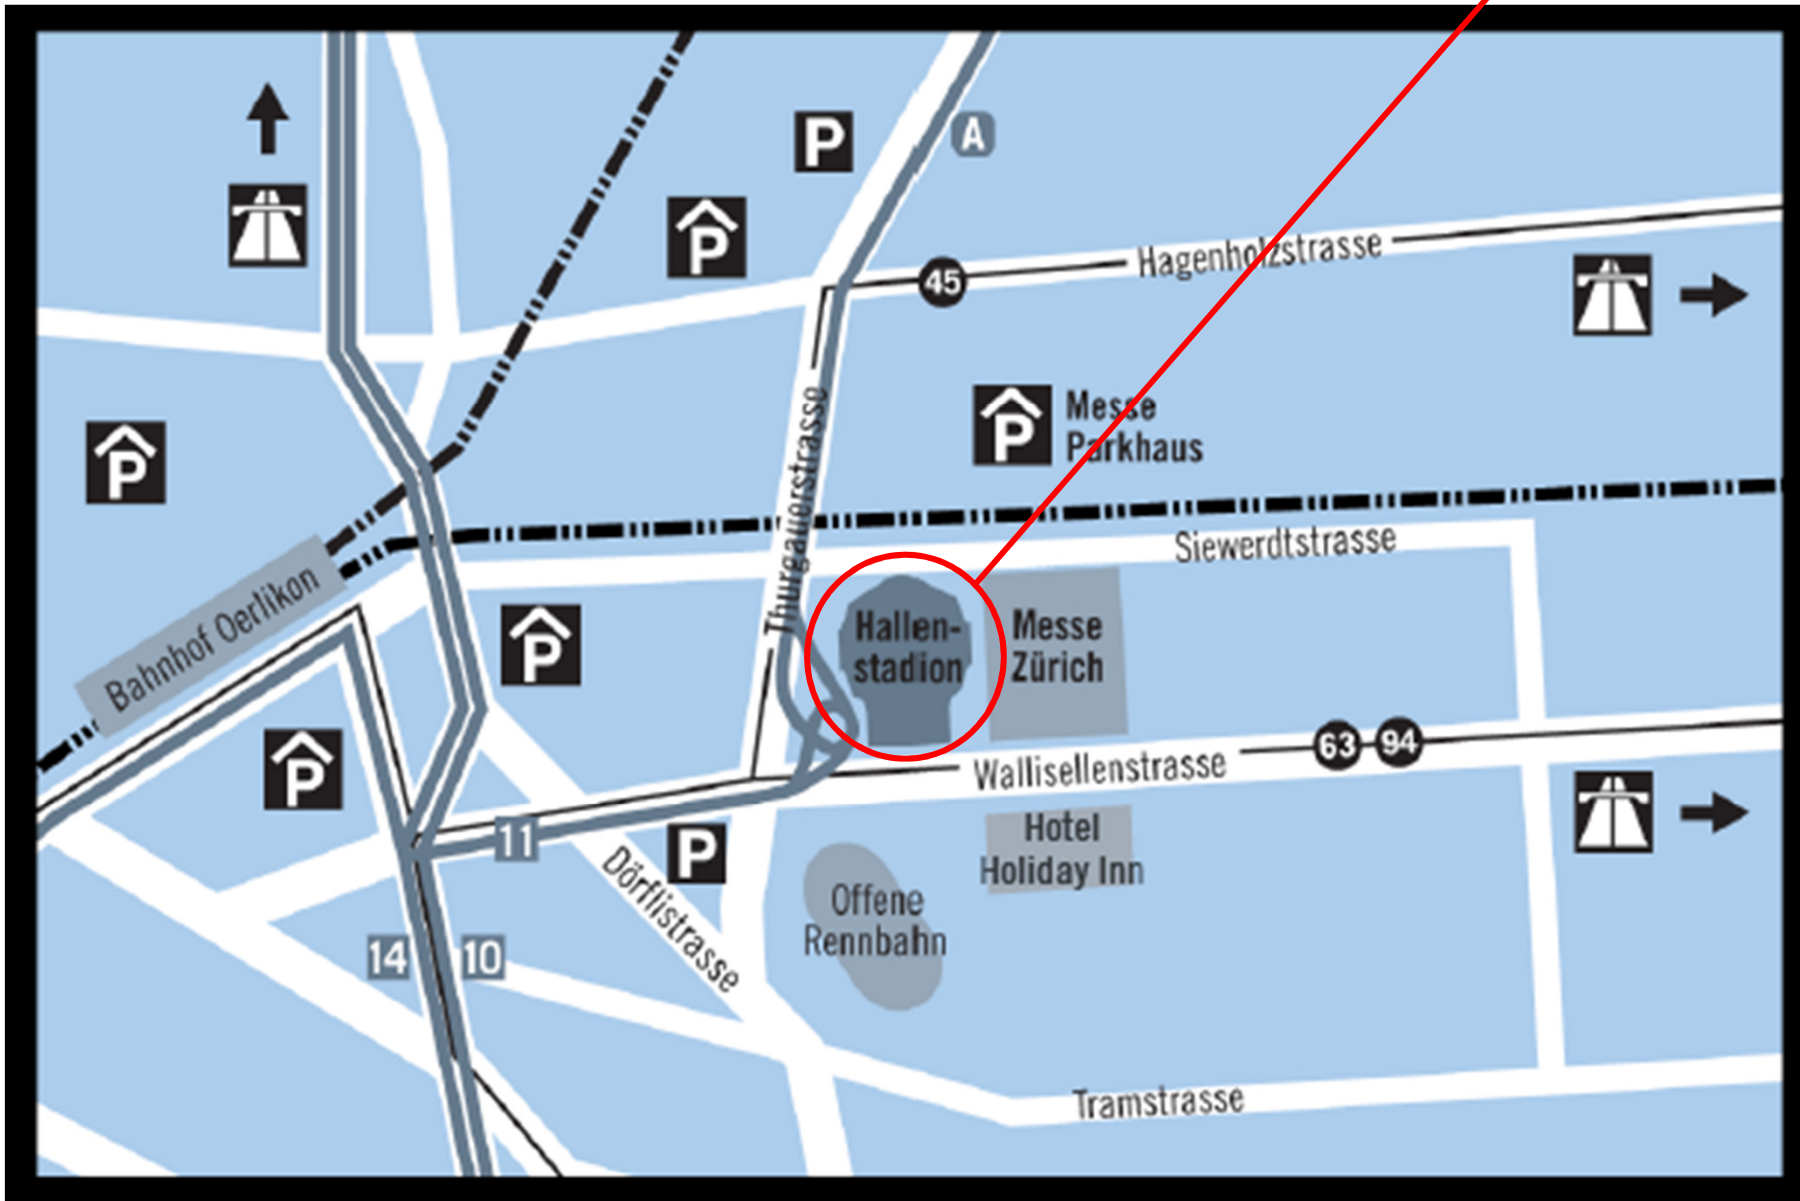 P
A
P
45
Hagenholzstrasse
P
Messe
Parkhaus
P
Thurgauerstrasse
Siewerdtstrasse
Bahnhof Oerlikon
P
Hallen-
stadion
Messe
Zürich
P
63 94
Wallisellenstrasse
11
P
Dörflistrasse
Hotel
Holiday Inn
Offene
Rennbahn
14 10
Tramstrasse